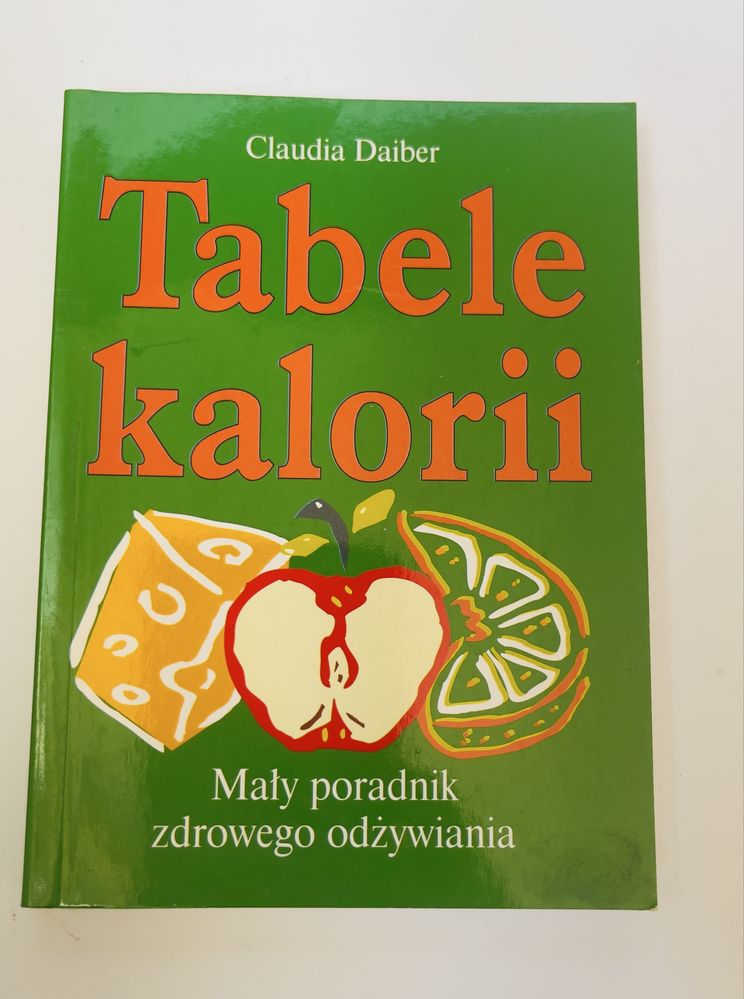 Claudia Daiber
Tabele
kalorii
Mały poradnik
zdrowego odżywiania